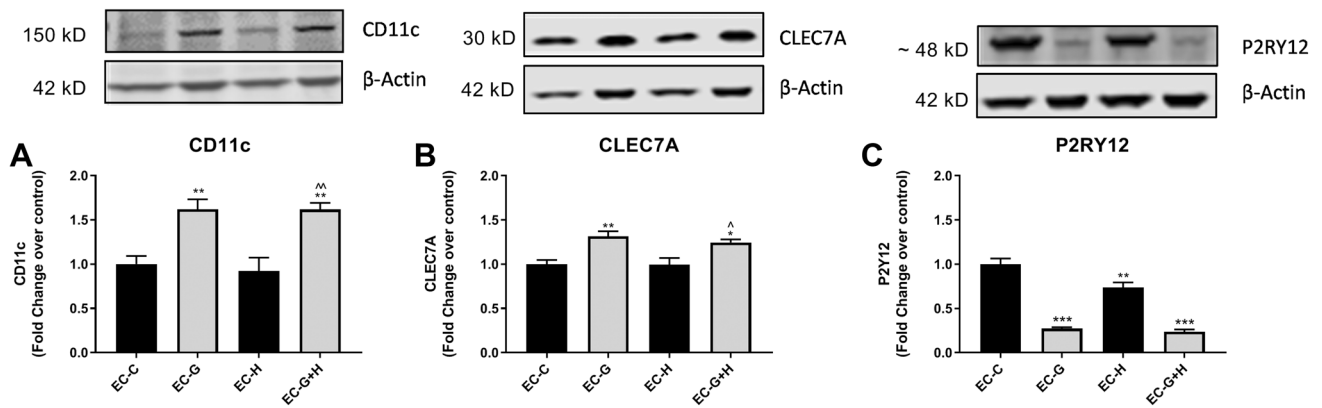 150 kD
CD11c
42 kD
β-Actin
30 kD
CLEC7A
42 kD
β-Actin
~ 48 kD
P2RY12
42 kD
β-Actin
A
CD11c
CD11c
(Fold Change over control)
2.0
1.5
1.0
0.5
0.0
**
^^
**
EC-C
EC-G
EC-H
EC-G+H
B
CLEC7A
CLEC7A
(Fold Change over control)
2.0
1.5
1.0
0.5
0.0
**
^
*
EC-C
EC-G
EC-H
EC-G+H
C
P2RY12
P2Y12
(Fold Change over control)
2.0
1.5
1.0
0.5
0.0
***
**
***
EC-C
EC-G
EC-H
EC-G+H